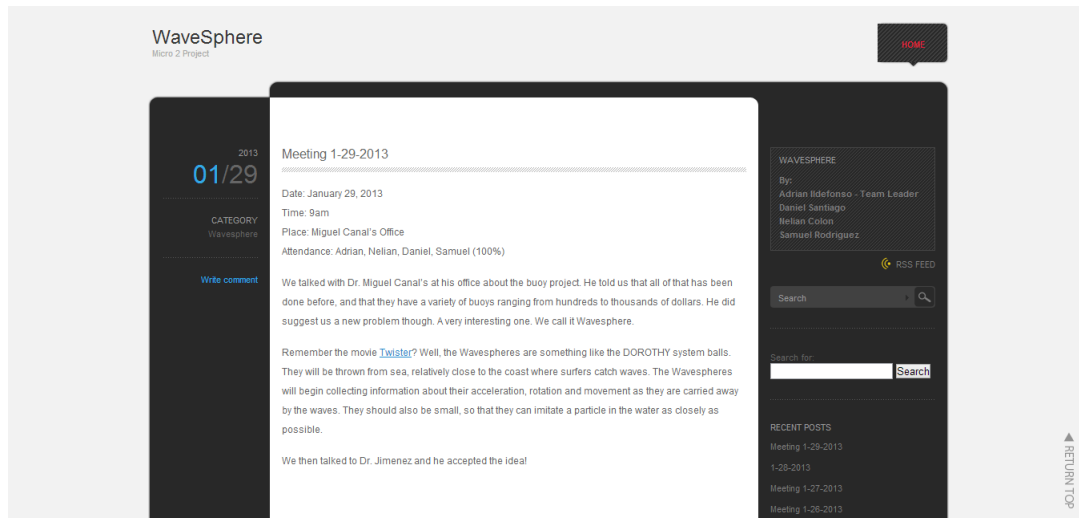 WaveSphere
Micro 2 Project
HOME
2013
01/29
CATEGORY
Wavesphere
Write comment
Meeting 1-29-2013
Date: January 29, 2013
Time: 9am
Place: Miguel Canal's Office
Attendance: Adrian, Nelian, Daniel, Samuel (100%)
We talked with Dr. Miguel Canal's at his office about the buoy project. He told us that all of that has been
done before, and that they have a variety of buoys ranging from hundreds to thousands of dollars. He did
suggest us a new problem though. A very interesting one. We call it Wavesphere.
Remember the movie Twister? Well, the Wavespheres are something like the DOROTHY system balls.
They will be thrown from sea, relatively close to the coast where surfers catch waves. The Wavespheres
will begin collecting information about their acceleration, rotation and movement as they are carried away
by the waves. They should also be small, so that they can imitate a particle in the water as closely as
possible.
We then talked to Dr. Jimenez and he accepted the idea!
WAVESPHERE
By:
Adrian Ildefonso - Team Leader
Daniel Santiago
Nelian Colon
Samuel Rodriguez
RSS FEED
Search
Search for:
Search
RECENT POSTS
Meeting 1-29-2013
1-28-2013
Meeting 1-27-2013
Meeting 1-26-2013
RETURN TOP